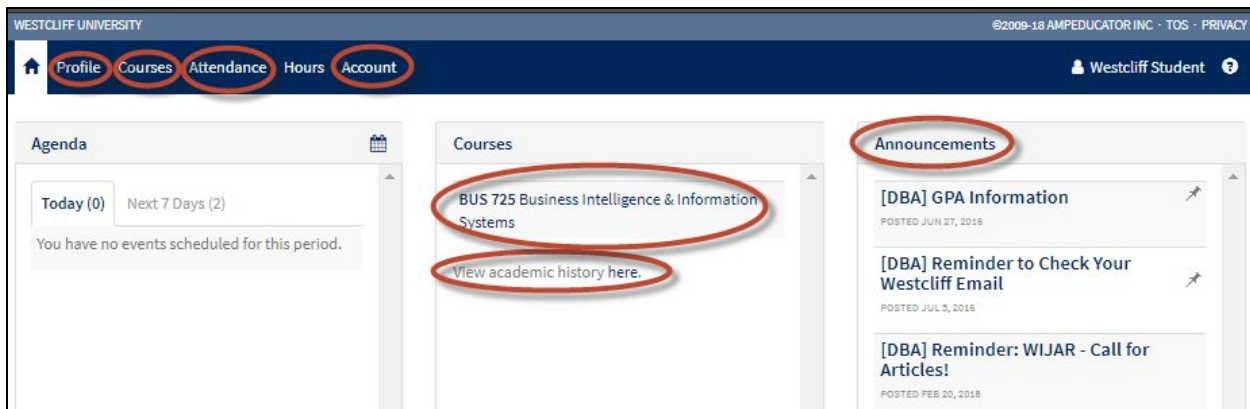 WESTCLIFF UNIVERSITY
©2009-18 AMPEDUCATOR INC · TOS · PRIVACY
Profile Courses Attendance Hours Account
Westcliff Student
Agenda
Today (0) Next 7 Days (2)
You have no events scheduled for this period.
Courses
BUS 725 Business Intelligence & Information
Systems
View academic history here.
Announcements
[DBA] GPA Information
POSTED JUN 27, 2016
[DBA] Reminder to Check Your
Westcliff Email
POSTED JUL 5, 2016
[DBA] Reminder: WIJAR - Call for
Articles!
POSTED FEB 20, 2018